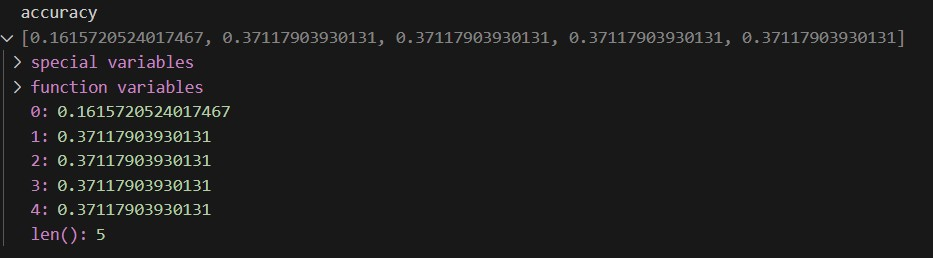 accuracy
[0.1615720524017467, 0.37117903930131, 0.37117903930131, 0.37117903930131, 0.37117903930131]
special variables
function variables
0: 0.1615720524017467
1: 0.37117903930131
2: 0.37117903930131
3: 0.37117903930131
4: 0.37117903930131
len(): 5